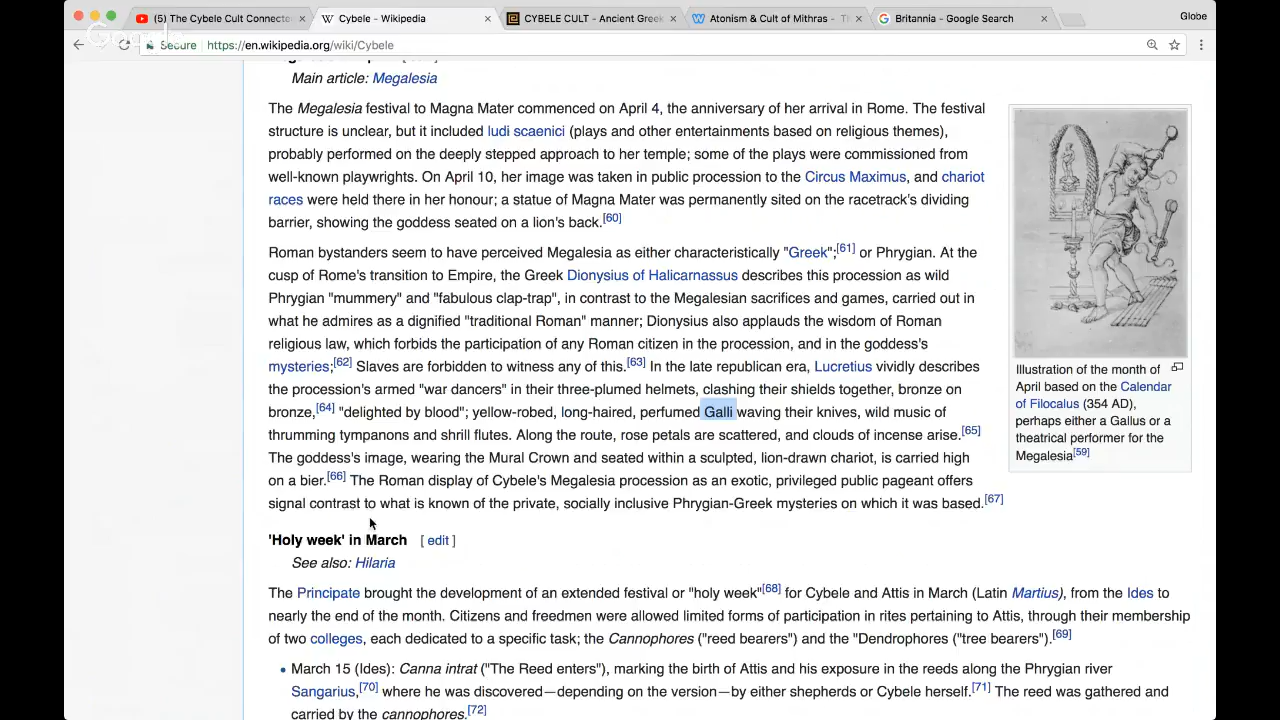 (5) The Cybele Cult Connecte
Cybele - Wikipedia
CYBELE CULT - Ancient Greek
Atonism & Cult of Mithras - Th
Britannia - Google Search
Globe
Google
Secure
https://en.wikipedia.org/wiki/Cybele
Main article: Megalesia
The Megalesia festival to Magna Mater commenced on April 4, the anniversary of her arrival in Rome. The festival
structure is unclear, but it included ludi scaenici (plays and other entertainments based on religious themes),
probably performed on the deeply stepped approach to her temple; some of the plays were commissioned from
well-known playwrights. On April 10, her image was taken in public procession to the Circus Maximus, and chariot
races were held there in her honour; a statue of Magna Mater was permanently sited on the racetrack's dividing
barrier, showing the goddess seated on a lion's back.[60]
Roman bystanders seem to have perceived Megalesia as either characteristically "Greek";[61] or Phrygian. At the
cusp of Rome's transition to Empire, the Greek Dionysius of Halicarnassus describes this procession as wild
Phrygian "mummery" and "fabulous clap-trap", in contrast to the Megalesian sacrifices and games, carried out in
what he admires as a dignified "traditional Roman" manner; Dionysius also applauds the wisdom of Roman
religious law, which forbids the participation of any Roman citizen in the procession, and in the goddess's
mysteries;[62] Slaves are forbidden to witness any of this.[63] In the late republican era, Lucretius vividly describes
the procession's armed "war dancers" in their three-plumed helmets, clashing their shields together, bronze on
bronze,[64] "delighted by blood"; yellow-robed, long-haired, perfumed Galli waving their knives, wild music of
thrumming tympanons and shrill flutes. Along the route, rose petals are scattered, and clouds of incense arise.[65]
The goddess's image, wearing the Mural Crown and seated within a sculpted, lion-drawn chariot, is carried high
on a bier.[66] The Roman display of Cybele's Megalesia procession as an exotic, privileged public pageant offers
signal contrast to what is known of the private, socially inclusive Phrygian-Greek mysteries on which it was based.[67]
Illustration of the month of
April based on the Calendar
of Filocalus (354 AD),
perhaps either a Gallus or a
theatrical performer for the
Megalesia[59]
'Holy week' in March [ edit ]
See also: Hilaria
The Principate brought the development of an extended festival or "holy week"[68] for Cybele and Attis in March (Latin Martius), from the Ides to
nearly the end of the month. Citizens and freedmen were allowed limited forms of participation in rites pertaining to Attis, through their membership
of two colleges, each dedicated to a specific task; the Cannophores ("reed bearers") and the "Dendrophores ("tree bearers").[69]
• March 15 (Ides): Canna intrat ("The Reed enters"), marking the birth of Attis and his exposure in the reeds along the Phrygian river
Sangarius,[70] where he was discovered—depending on the version—by either shepherds or Cybele herself.[71] The reed was gathered and
carried by the cannophores.[72]